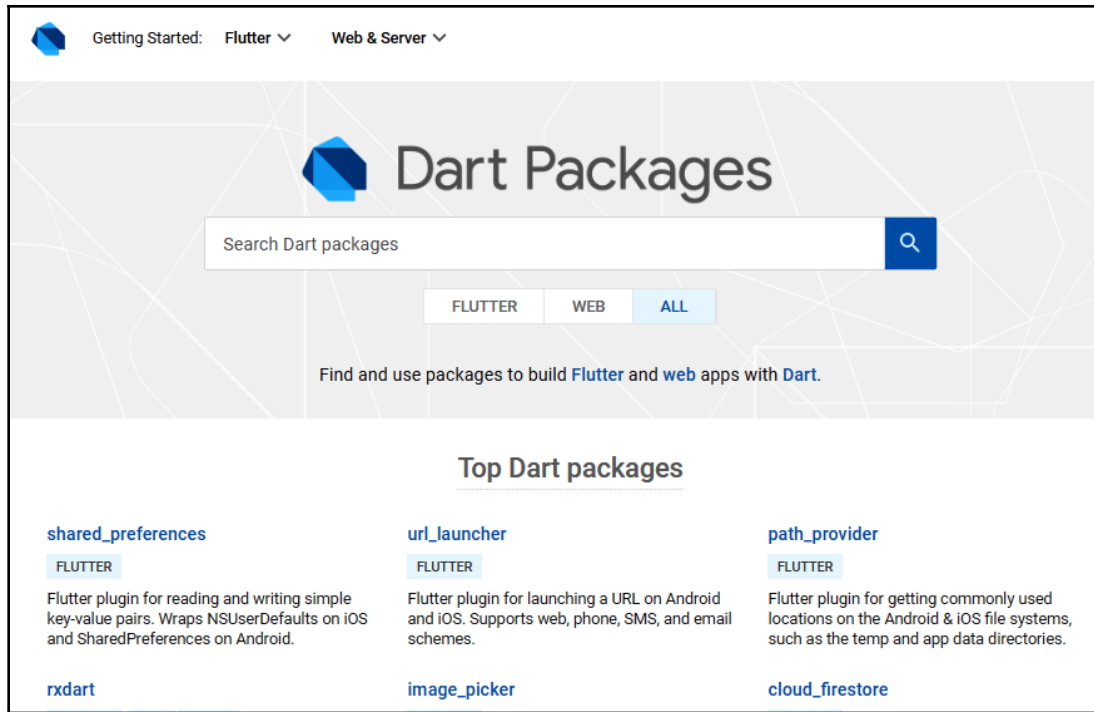 Getting Started: Flutter Web & Server
Dart Packages
Search Dart packages
FLUTTER WEB ALL
Find and use packages to build Flutter and web apps with Dart.
Top Dart packages
shared_preferences
FLUTTER
Flutter plugin for reading and writing simple
key-value pairs. Wraps NSUserDefaults on iOS
and SharedPreferences on Android.
url_launcher
FLUTTER
Flutter plugin for launching a URL on Android
and iOS. Supports web, phone, SMS, and email
schemes.
path_provider
FLUTTER
Flutter plugin for getting commonly used
locations on the Android & iOS file systems,
such as the temp and app data directories.
rxdart
image_picker
cloud_firestore